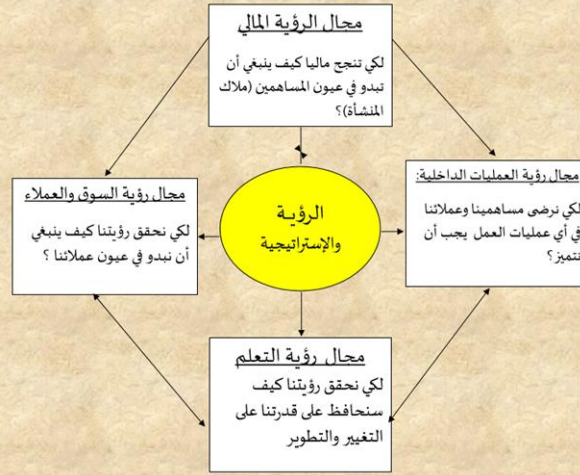 مجال الرؤية المالي
لكي تنجح ماليا كيف ينبغي أن
تبدو في عيون المساهمين (ملاك
المنشأة)؟
مجال رؤية العمليات الداخلية:
لكي نرضى مساهمينا وعملائنا
في أي عمليات العمل يجب أن
نتميز؟
الرؤيـة
والإستراتيجية
مجال رؤية السوق والعملاء
لكي نحقق رؤيتنا كيف ينبغي
أن نبدو في عيون عملائنا ؟
مجال رؤية التعلم
لكي نحقق رؤيتنا كيف
سنحافظ على قدرتنا على
التغيير والتطوير